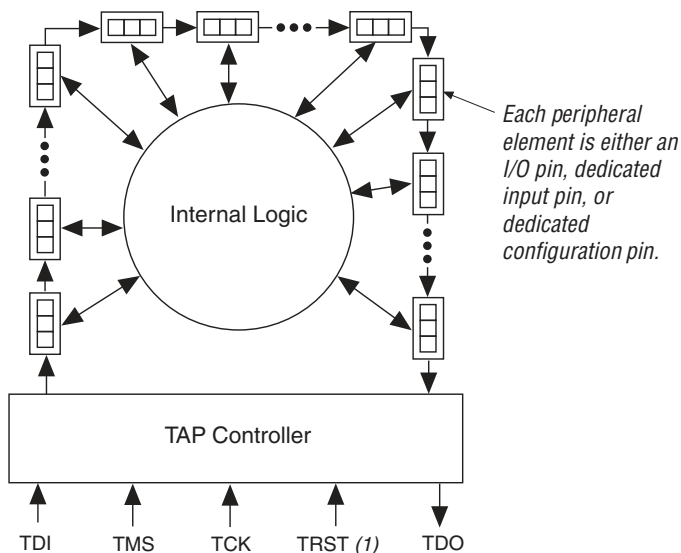 Each peripheral
element is either an
I/O pin, dedicated
input pin, or
dedicated
configuration pin.
Internal Logic
TAP Controller
TDI
TMS
TCK
TRST (1)
TDO